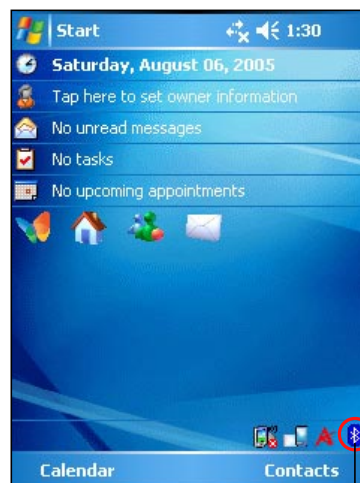 Start 1:30
Saturday, August 06, 2005
Tap here to set owner information
No unread messages
No tasks
No upcoming appointments
Calendar Contacts